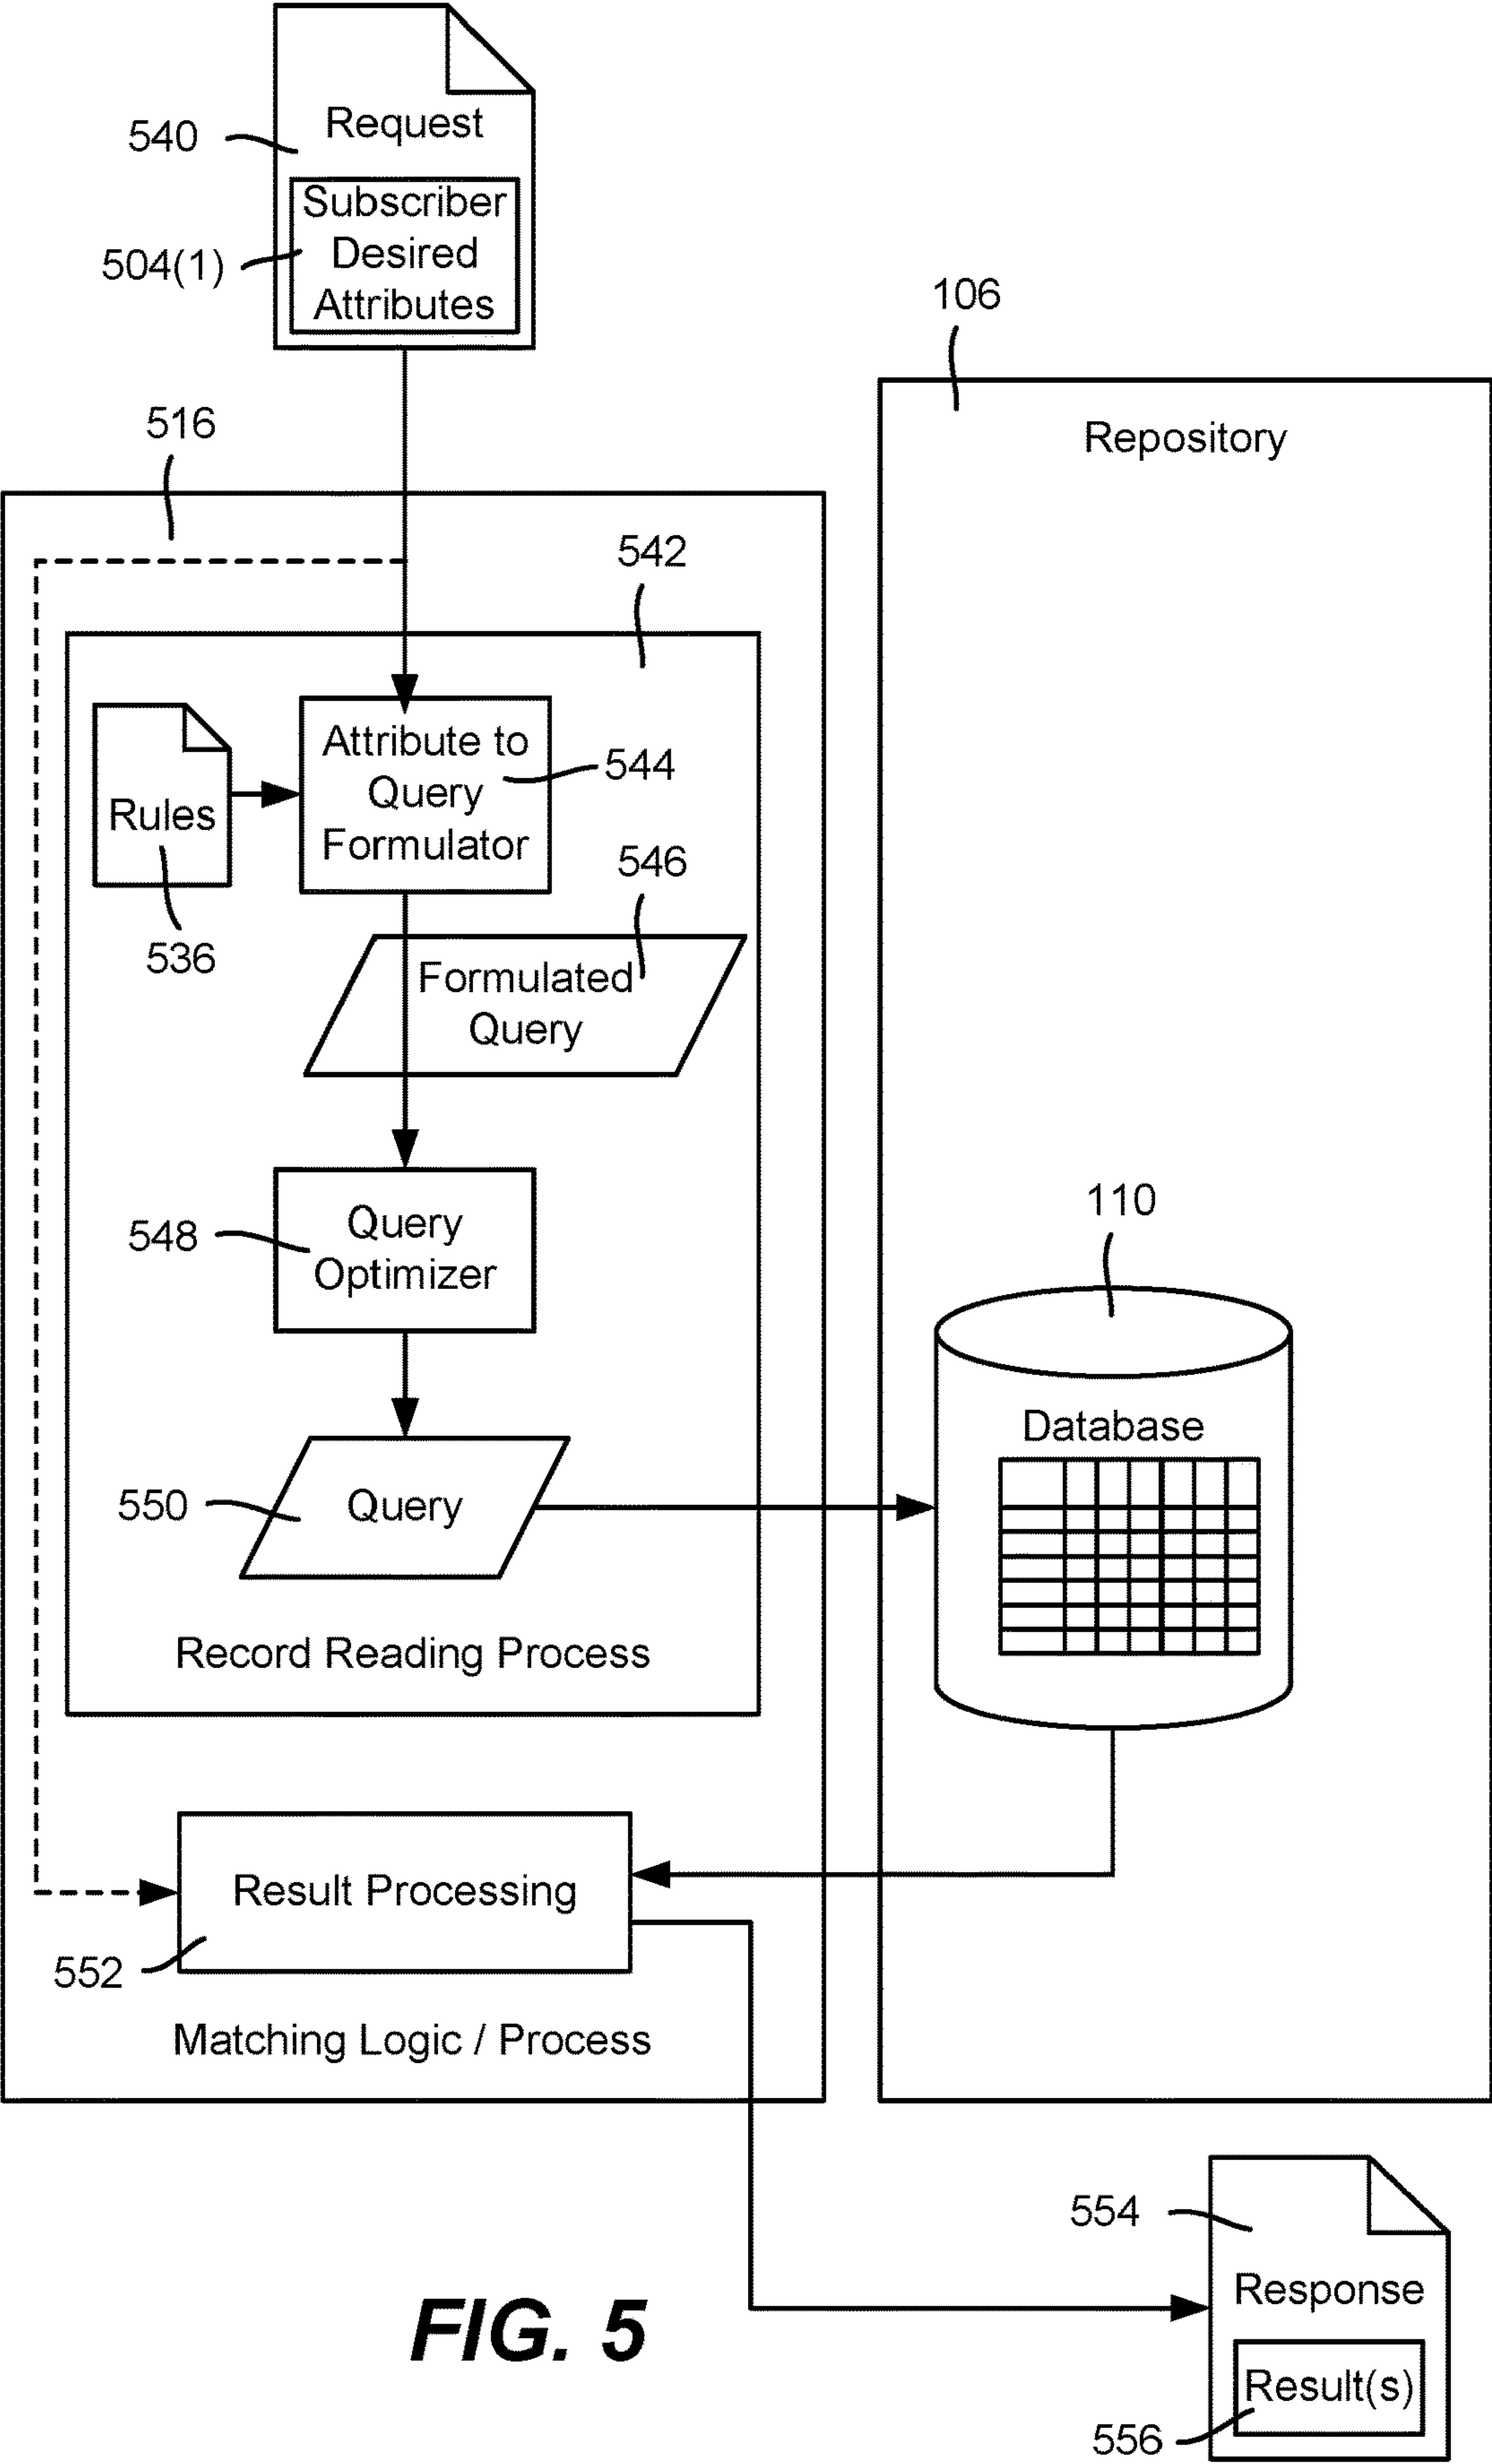 540
Request
504(1)
Subscriber
Desired
Attributes
106
Repository
516
542
Rules
536
Attribute to
Query
Formulator
544
546
Formulated
Query
548
Query
Optimizer
110
Database
550
Query
Record Reading Process
Result Processing
552
Matching Logic / Process
554
Response
Result(s)
556
FIG. 5